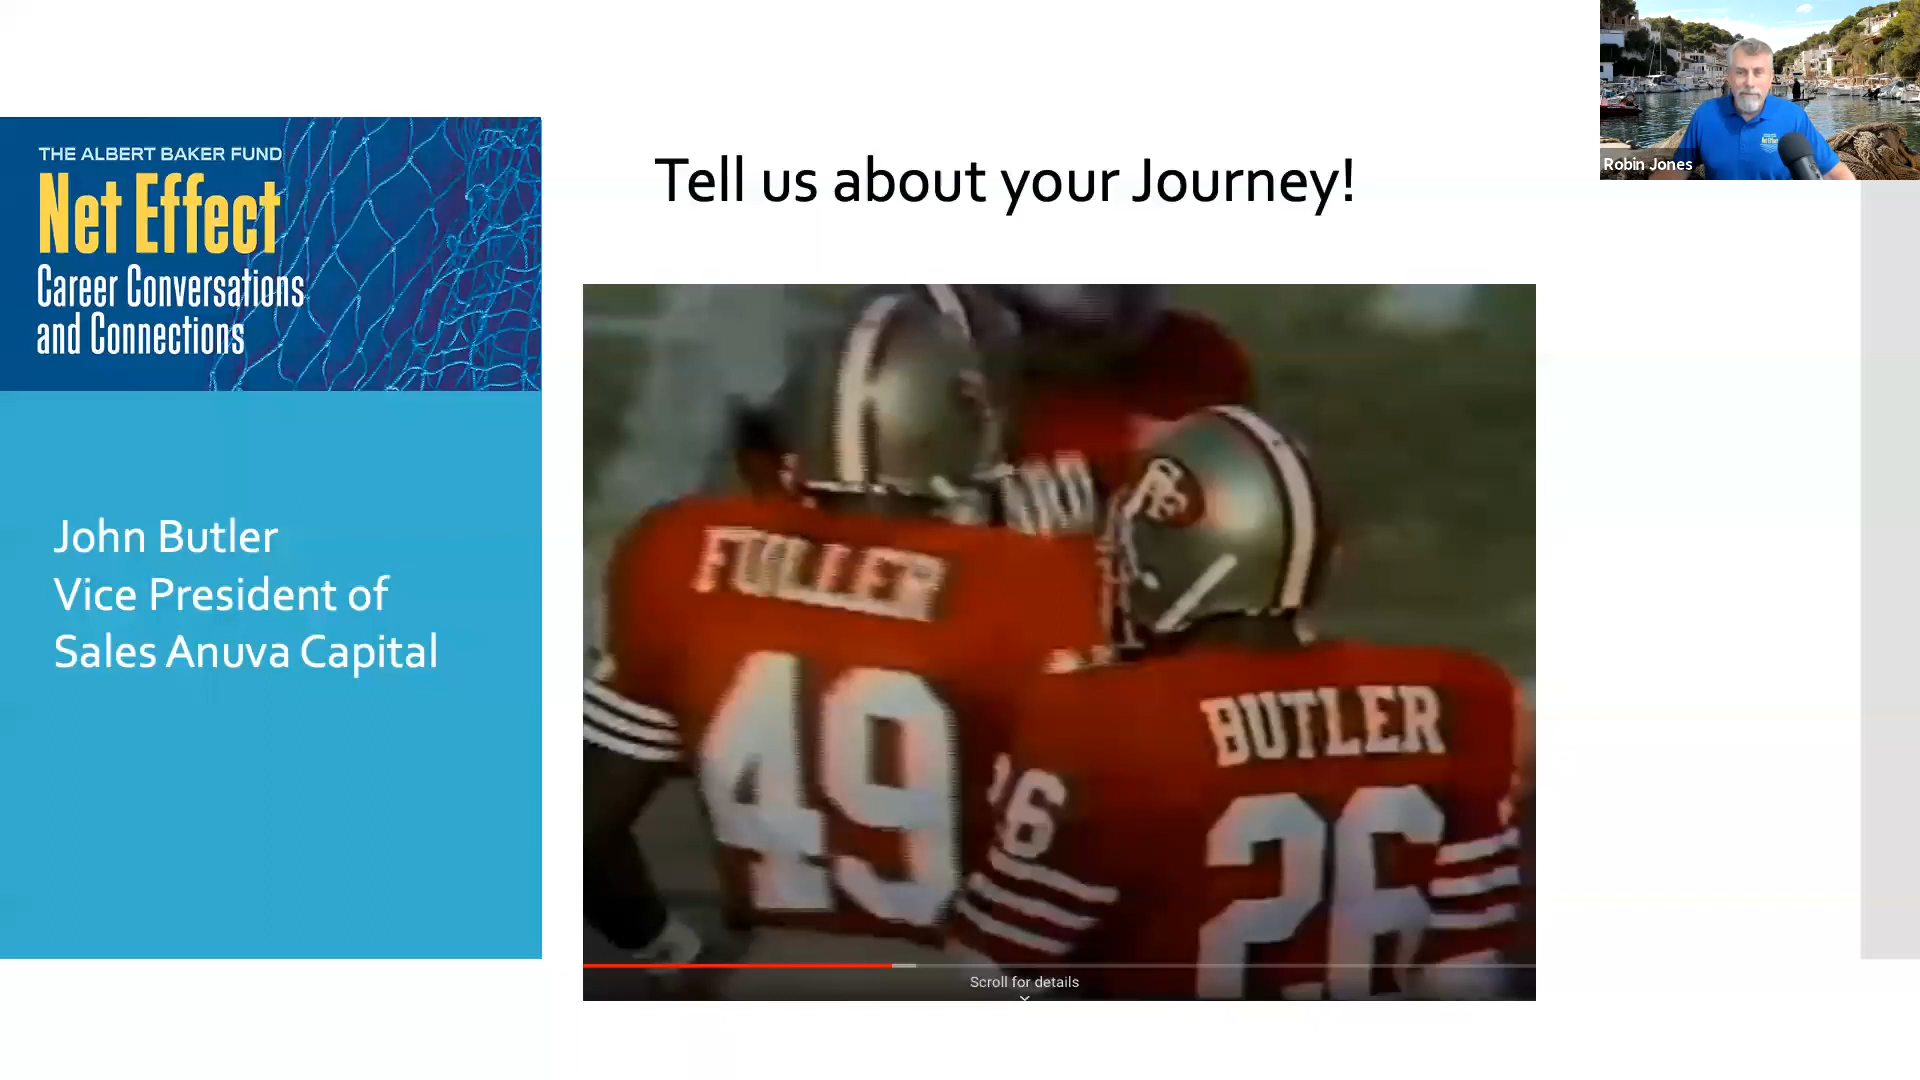 THE ALBERT BAKER FUND
Net Effect
Career Conversations
and Connections
John Butler
Vice President of
Sales Anuva Capital
Tell us about your Journey!
FULLER
49
BUTLER
26
26
Scroll for details
Robin Jones